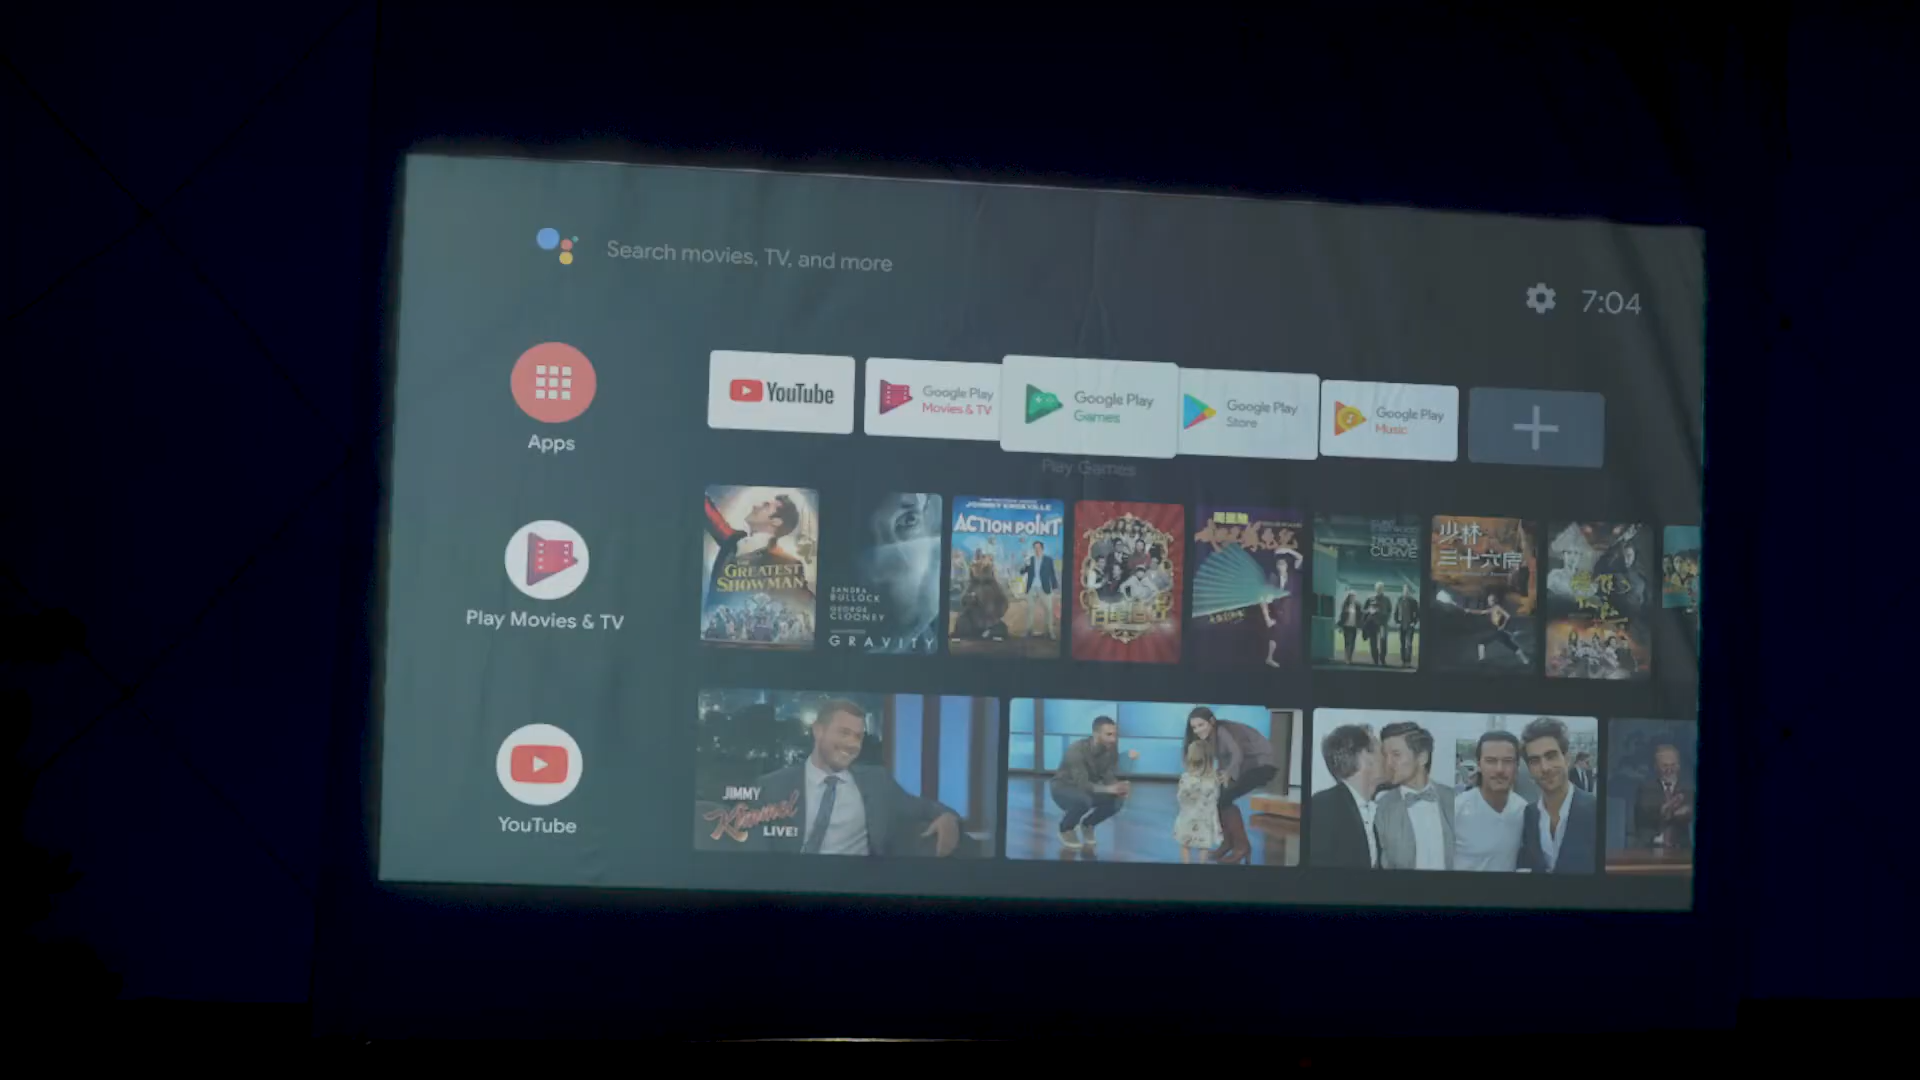 Search movies, TV, and more
7:04
Apps
YouTube
Google Play
Movies & TV
Google Play
Games
Google Play
Store
Google Play
Music
Play Games
Play Movies & TV
THE
GREATEST
SHOWMAN
SANDRA
BULLOCK
GEORGE
CLOONEY
GRAVITY
JOHNNY KNOXVILLE
ACTION POINT
TROUBLE
CURVE
少林
三十六房
YouTube
JIMMY
Kimmel
LIVE!